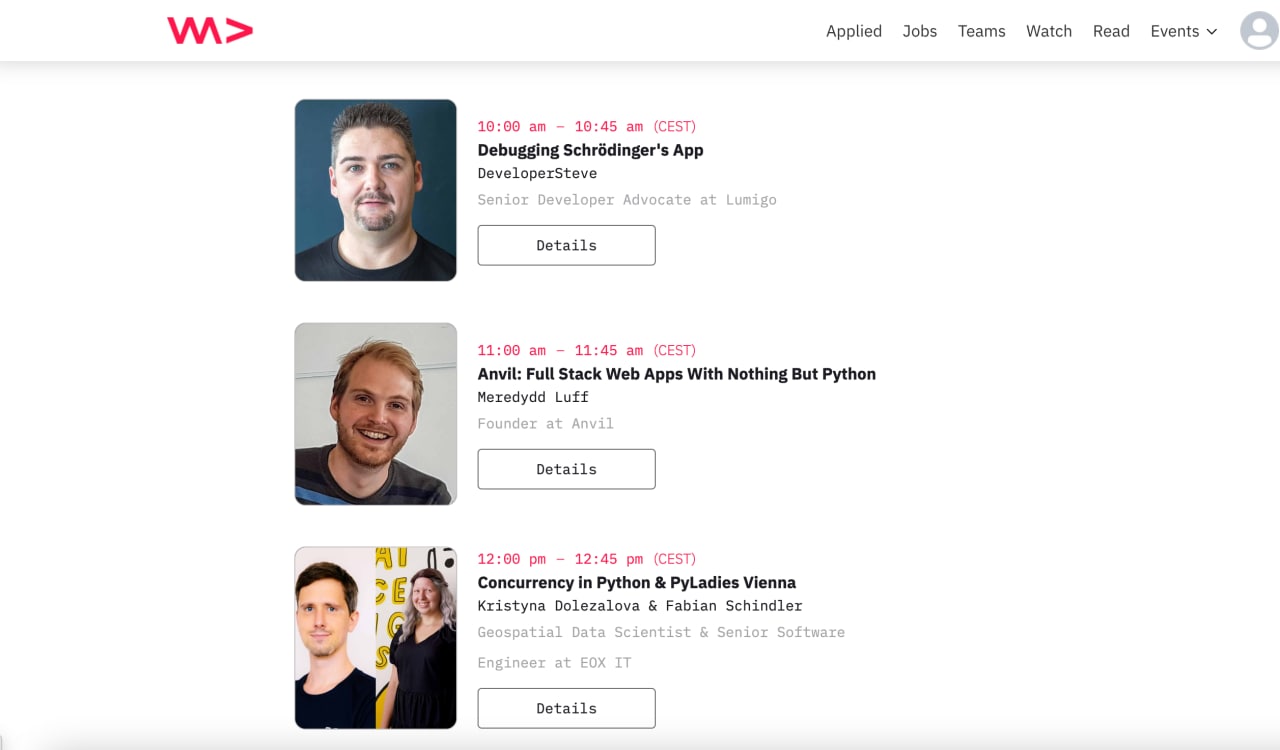 Applied Jobs Teams Watch Read Events
10:00 am – 10:45 am (CEST)
Debugging Schrödinger's App
DeveloperSteve
Senior Developer Advocate at Lumigo
Details
11:00 am – 11:45 am (CEST)
Anvil: Full Stack Web Apps With Nothing But Python
Meredydd Luff
Founder at Anvil
Details
12:00 pm – 12:45 pm (CEST)
Concurrency in Python & PyLadies Vienna
Kristyna Dolezalova & Fabian Schindler
Geospatial Data Scientist & Senior Software
Engineer at EOX IT
Details